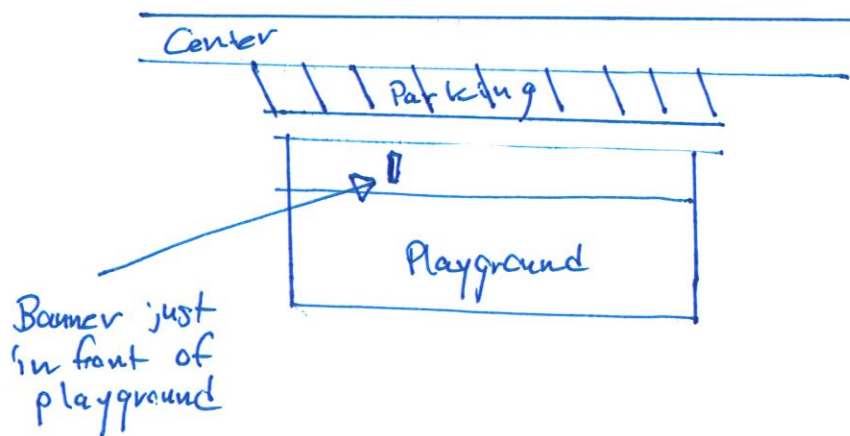 Center
Parking
Playground
Banner just
in front of
playground